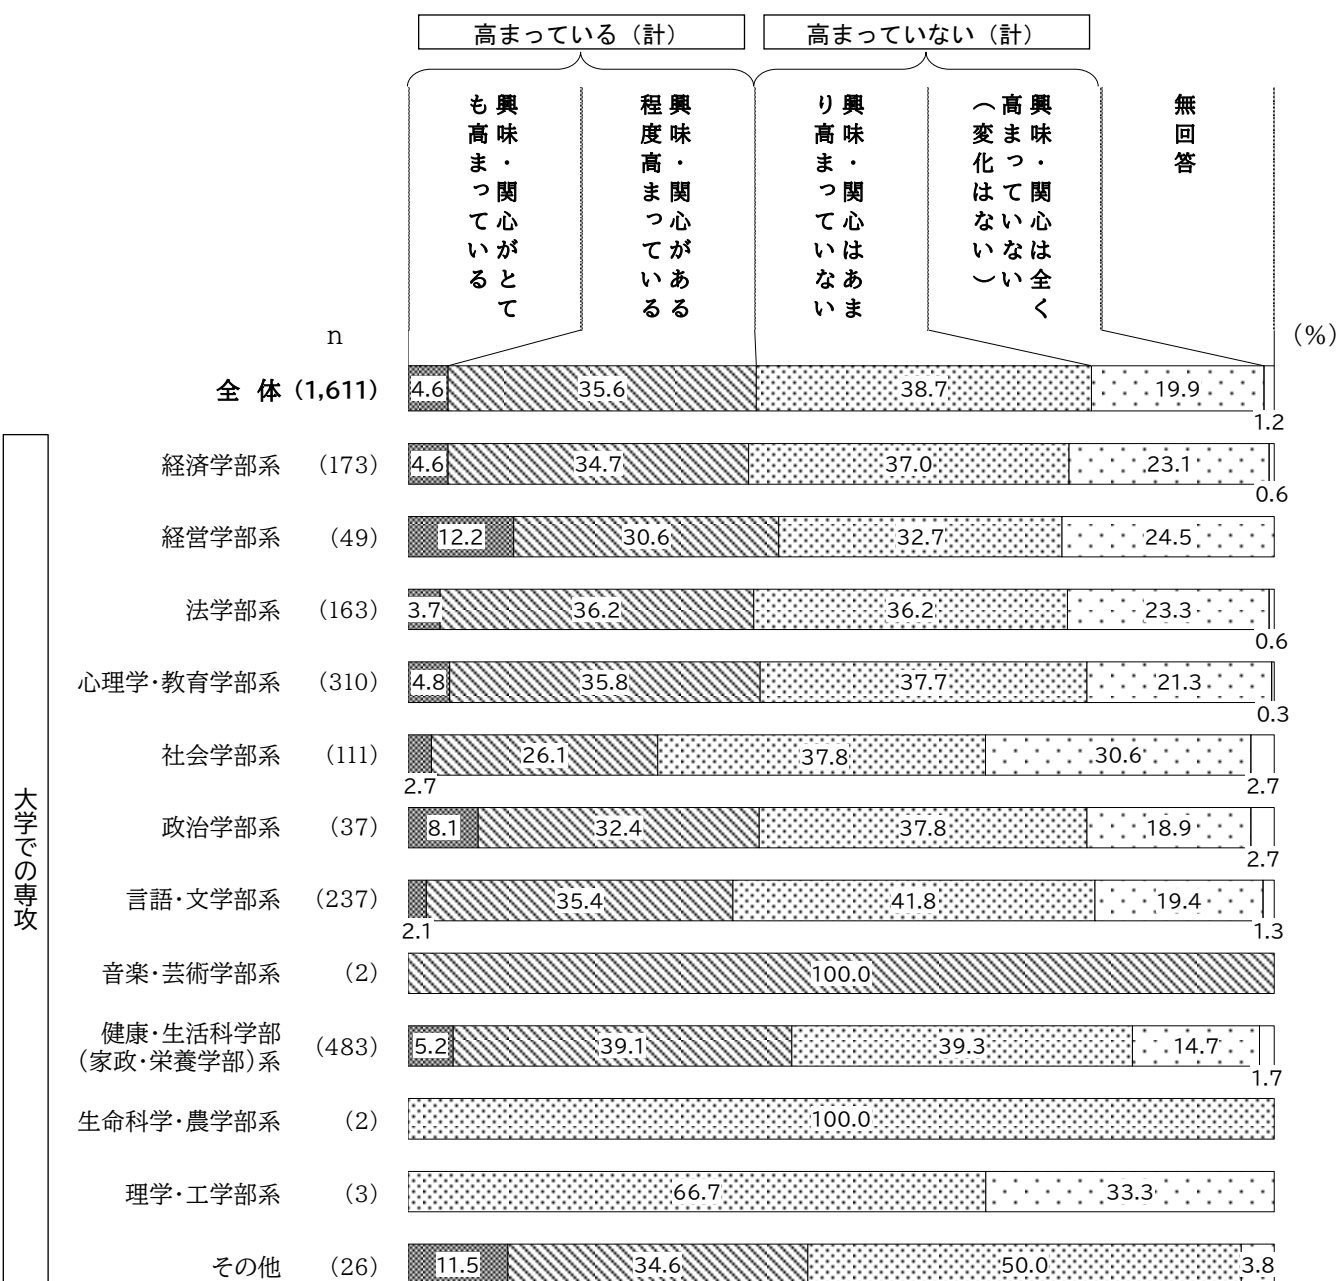 高まっている（計）
高まっていない（計）
興味・関心がとて
も高まっている
興味・関心がある
程度高まっている
興味・関心はあま
り高まっていない
興味・関心は全く
高まっていない
（変化はない）
無回答
n
(%)
全 体 (1,611) 4.6 35.6 38.7 19.9 1.2
大学での専攻
経済学部系 (173) 4.6 34.7 37.0 23.1 0.6
経営学部系 (49) 12.2 30.6 32.7 24.5
法学部系 (163) 3.7 36.2 36.2 23.3 0.6
心理学・教育学部系 (310) 4.8 35.8 37.7 21.3 0.3
社会学部系 (111) 2.7 26.1 37.8 30.6 2.7
政治学部系 (37) 8.1 32.4 37.8 18.9 2.7
言語・文学部系 (237) 2.1 35.4 41.8 19.4 1.3
音楽・芸術学部系 (2) 100.0
健康・生活科学部
（家政・栄養学部）系 (483) 5.2 39.1 39.3 14.7 1.7
生命科学・農学部系 (2) 100.0
理学・工学部系 (3) 66.7 33.3
その他 (26) 11.5 34.6 50.0 3.8